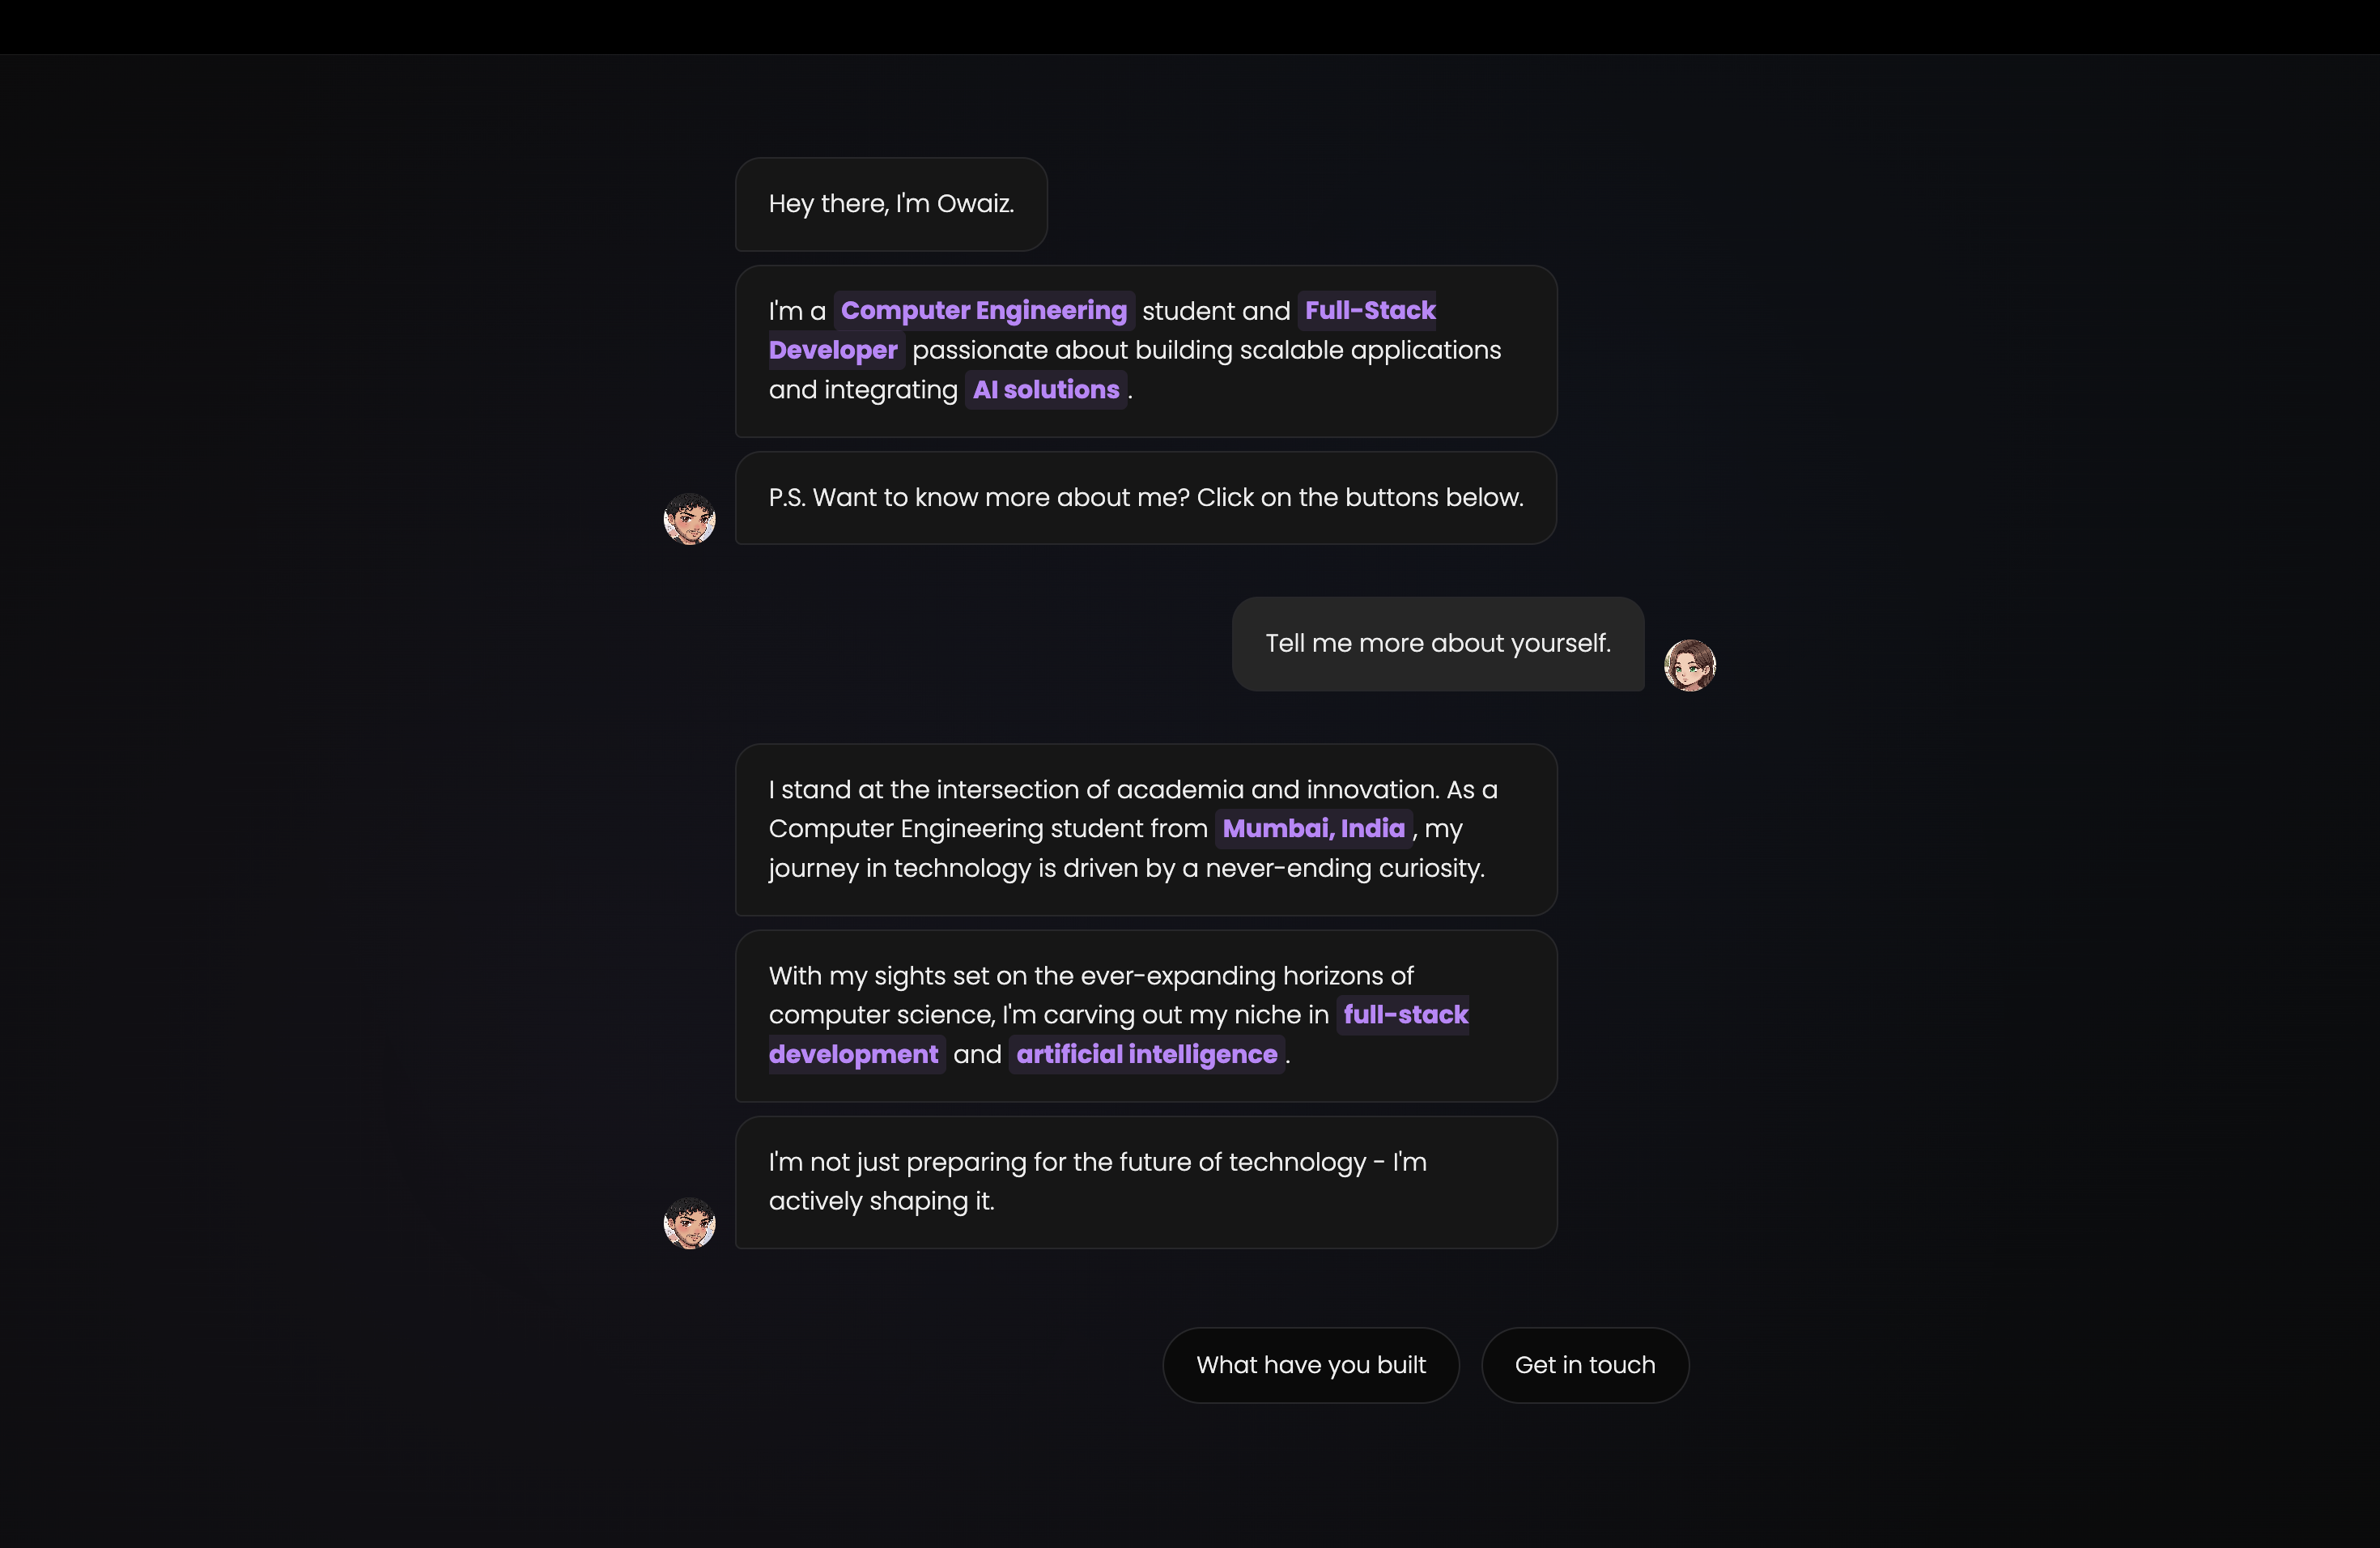 Hey there, I'm Owaiz.
I'm a Computer Engineering student and Full-Stack
Developer passionate about building scalable applications
and integrating AI solutions.
P.S. Want to know more about me? Click on the buttons below.
Tell me more about yourself.
I stand at the intersection of academia and innovation. As a
Computer Engineering student from Mumbai, India, my
journey in technology is driven by a never-ending curiosity.
With my sights set on the ever-expanding horizons of
computer science, I'm carving out my niche in full-stack
development and artificial intelligence.
I'm not just preparing for the future of technology - I'm
actively shaping it.
What have you built
Get in touch